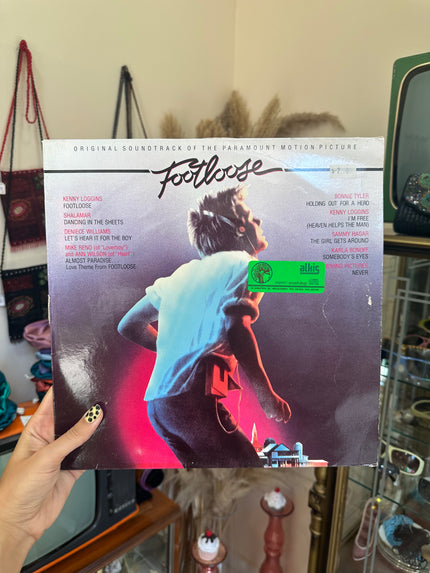 ORIGINAL SOUNDTRACK OF THE PARAMOUNT MOTION PICTURE
Footloose
KENNY LOGGINS
FOOTLOOSE
SHALAMAR
DANCING IN THE SHEETS
DENIECE WILLIAMS
LET'S HEAR IT FOR THE BOY
MIKE RENO (of "Loverboy")
and ANN WILSON (of "Heart")
ALMOST PARADISE
Love Theme From FOOTLOOSE
BONNIE TYLER
HOLDING OUT FOR A HERO
KENNY LOGGINS
I'M FREE
(HEAVEN HELPS THE MAN)
SAMMY HAGAR
THE GIRL GETS AROUND
KARLA BONOFF
SOMEBODY'S EYES
PICTURES
NEVER
alkış